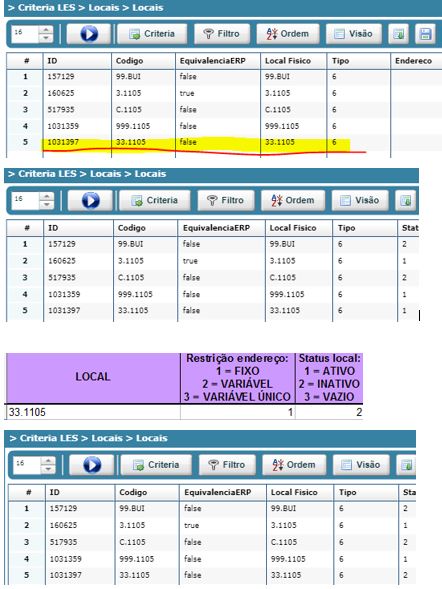 > Criteria LES > Locais > Locais
16 Criteria Filtro Ordem Visão
# ID Codigo EquivalenciaERP Local Fisico Tipo Endereco
1 157129 99.BUI false 99.BUI 6
2 160625 3.1105 true 3.1105 6
3 517935 C.1105 false C.1105 6
4 1031359 999.1105 false 999.1105 6
5 1031397 33.1105 false 33.1105 6
> Criteria LES > Locais > Locais
16 Criteria Filtro Ordem Visão
# ID Codigo EquivalenciaERP Local Fisico Tipo Stat
1 157129 99.BUI false 99.BUI 6 2
2 160625 3.1105 true 3.1105 6 1
3 517935 C.1105 false C.1105 6 2
4 1031359 999.1105 false 999.1105 6 1
5 1031397 33.1105 false 33.1105 6 1
LOCAL
Restrição endereço:
1 = FIXO
2 = VARIÁVEL
3 = VARIAVEL ÚNICO
Status local:
1 = ATIVO
2 = INATIVO
3 = VAZIO
33.1105 1 2
> Criteria LES > Locais > Locais
16 Criteria Filtro Ordem Visão
# ID Codigo EquivalenciaERP Local Fisico Tipo Sta
1 157129 99.BUI false 99.BUI 6 2
2 160625 3.1105 true 3.1105 6 1
3 517935 C.1105 false C.1105 6 2
4 1031359 999.1105 false 999.1105 6 1
5 1031397 33.1105 false 33.1105 6 2